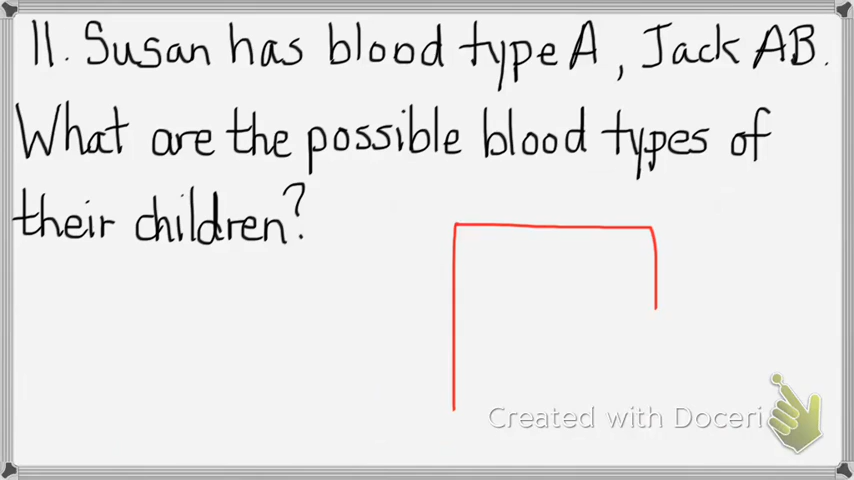 11. Susan has blood type A, Jack AB.
What are the possible blood types of
their children?
Created with Doceri